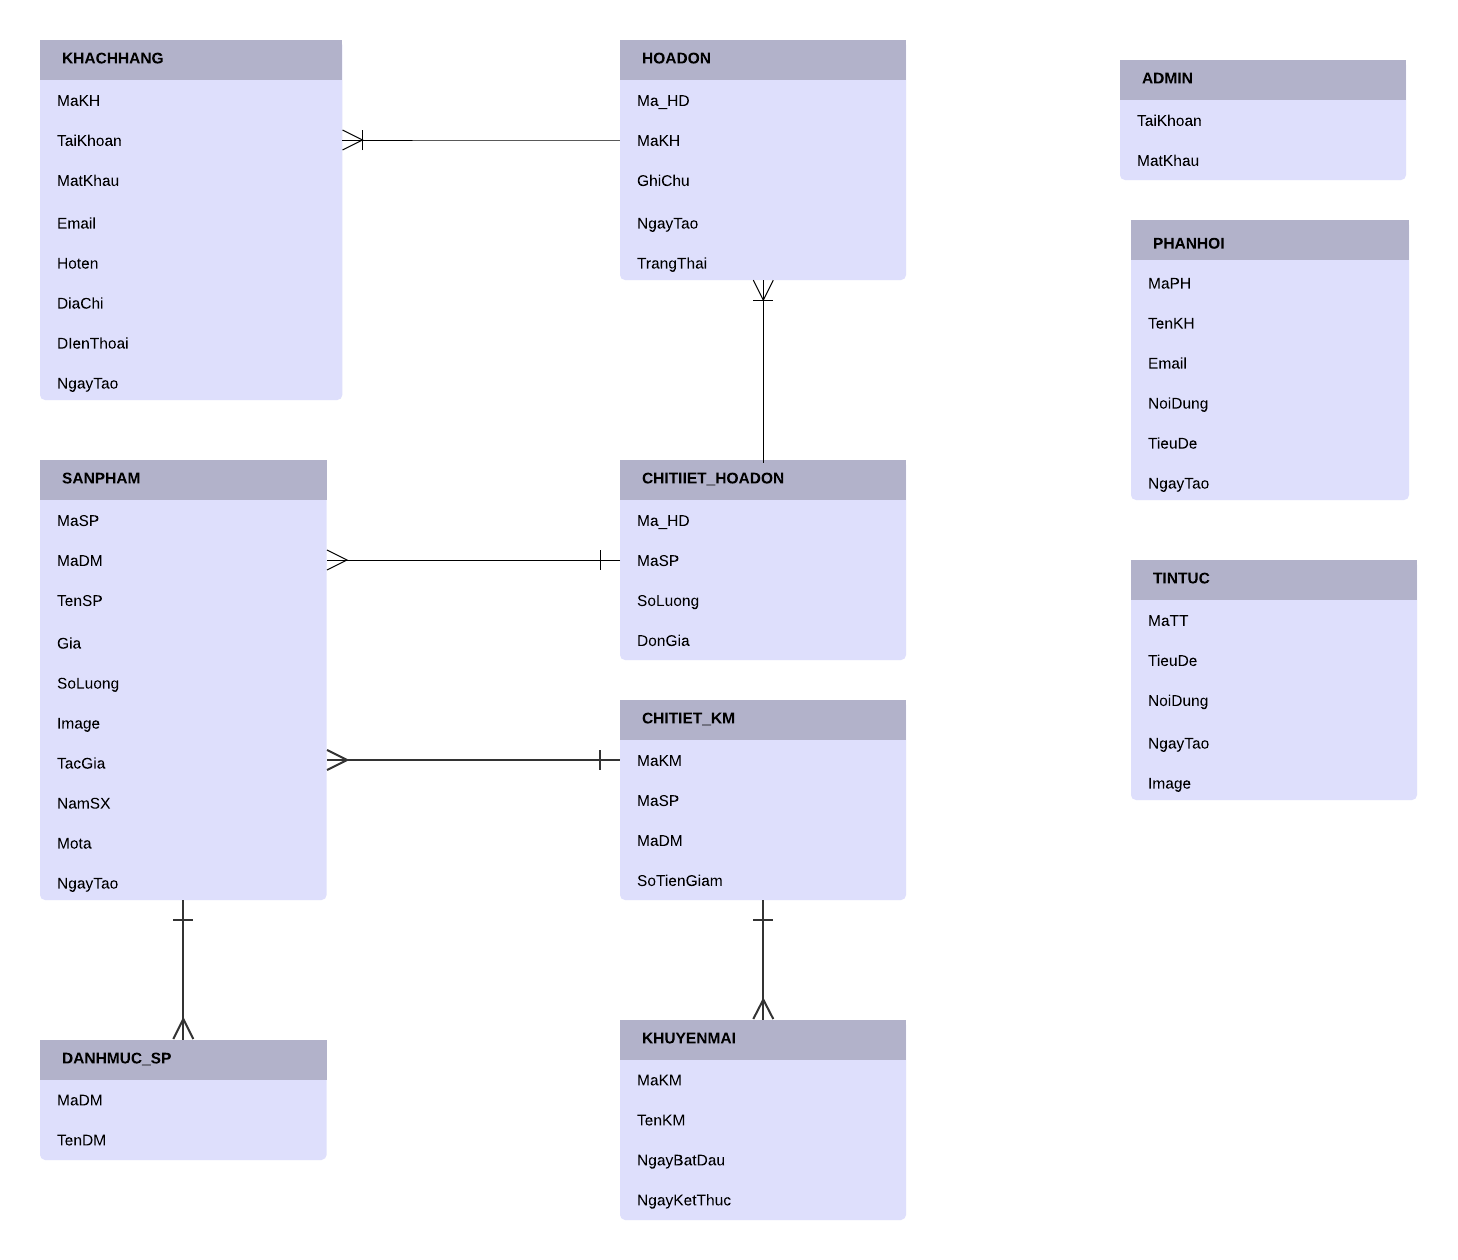 KHACHHANG
MaKH
TaiKhoan
MatKhau
Email
Hoten
DiaChi
DIenThoai
NgayTao
HOADON
Ma_HD
MaKH
GhiChu
NgayTao
TrangThai
ADMIN
TaiKhoan
MatKhau
PHANHOI
MaPH
TenKH
Email
NoiDung
TieuDe
NgayTao
SANPHAM
MaSP
MaDM
TenSP
Gia
SoLuong
Image
TacGia
NamSX
Mota
NgayTao
CHITIIET_HOADON
Ma_HD
MaSP
SoLuong
DonGia
TINTUC
MaTT
TieuDe
NoiDung
NgayTao
Image
CHITIET_KM
MaKM
MaSP
MaDM
SoTienGiam
DANHMUC_SP
MaDM
TenDM
KHUYENMAI
MaKM
TenKM
NgayBatDau
NgayKetThuc